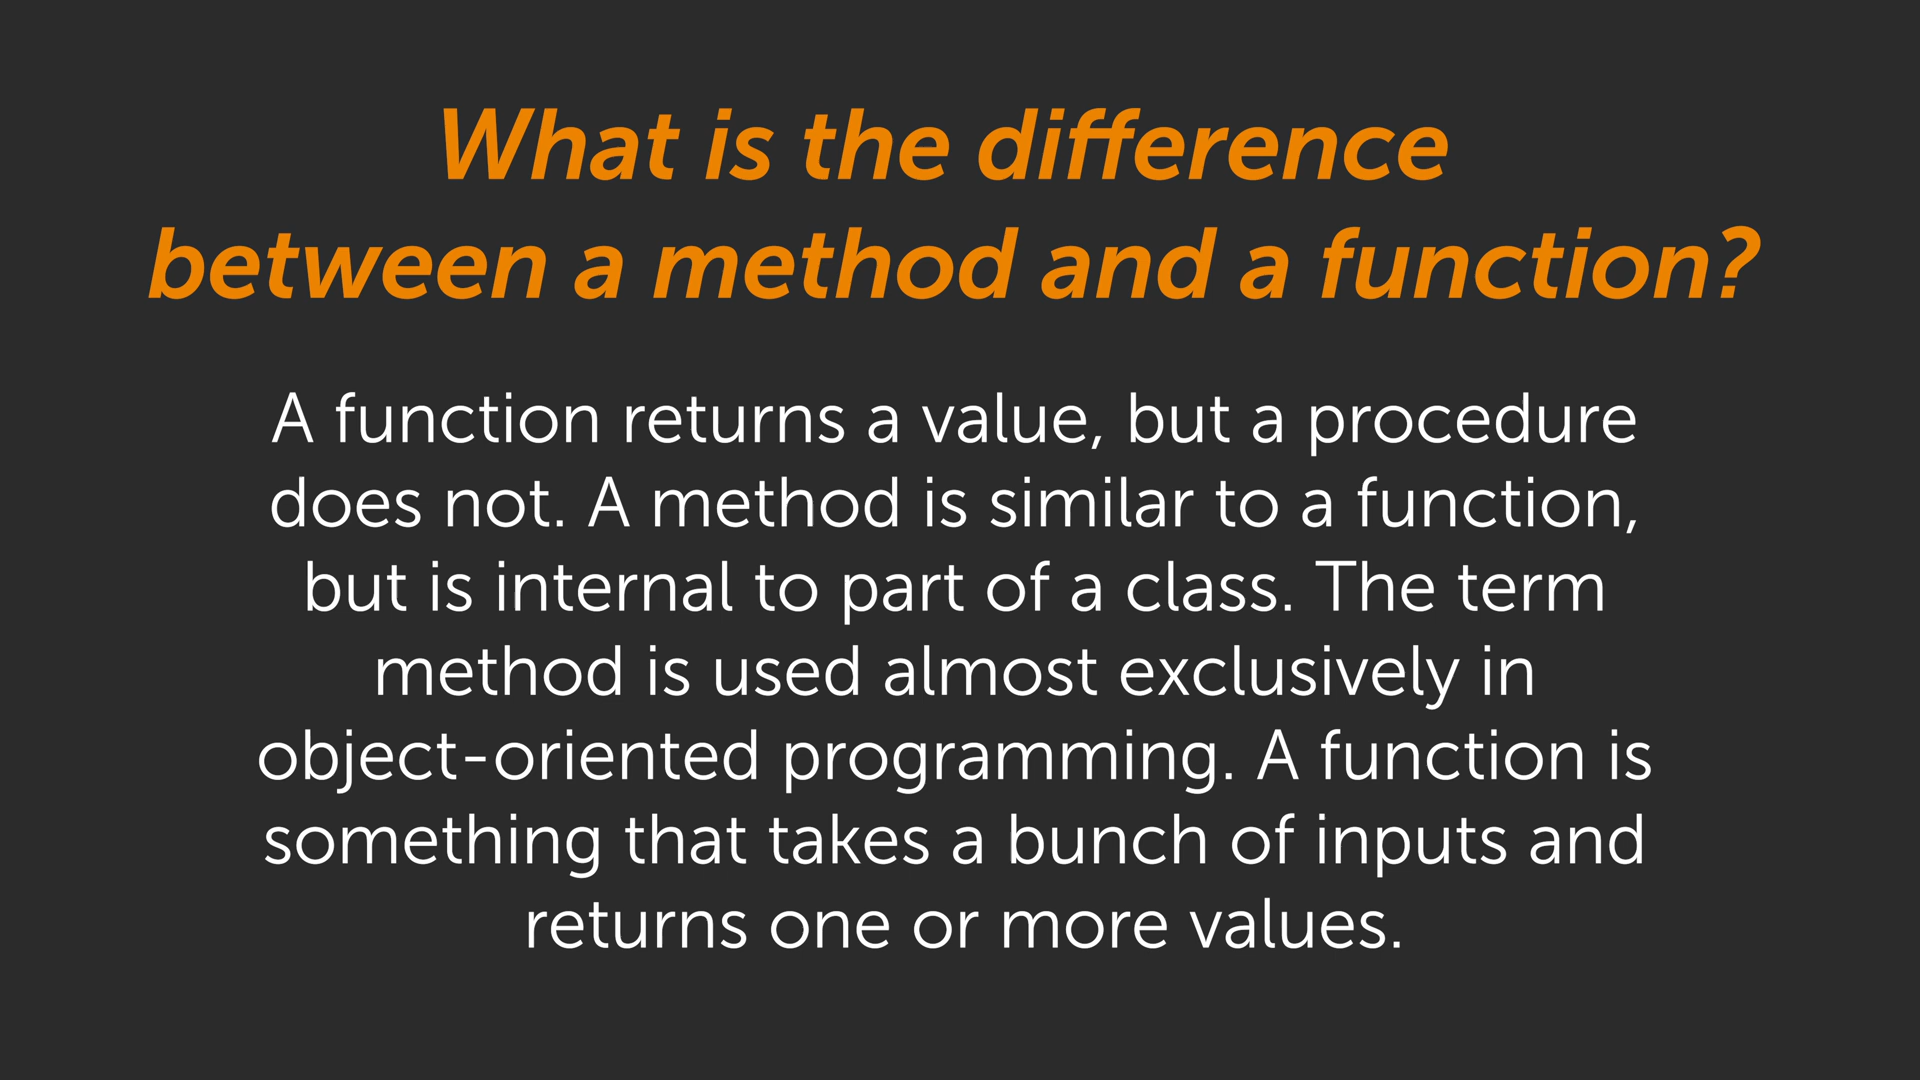 What is the difference
between a method and a function?
A function returns a value, but a procedure
does not. A method is similar to a function,
but is internal to part of a class. The term
method is used almost exclusively in
object-oriented programming. A function is
something that takes a bunch of inputs and
returns one or more values.